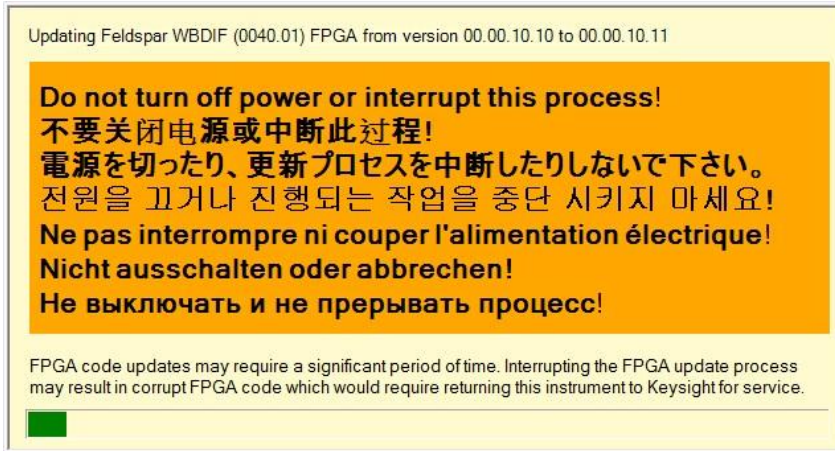 Updating Feldspar WBDIF (0040.01) FPGA from version 00.00.10.10 to 00.00.10.11
Do not turn off power or interrupt this process!
不要关闭电源或中断此过程!
電源を切ったり、更新プロセスを中断したりしないで下さい。
전원을 끄거나 진행되는 작업을 중단 시키지 마세요!
Ne pas interrompre ni couper l'alimentation électrique!
Nicht ausschalten oder abbrechen!
Не выключать и не прерывать процесс!
FPGA code updates may require a significant period of time. Interrupting the FPGA update process
may result in corrupt FPGA code which would require returning this instrument to Keysight for service.